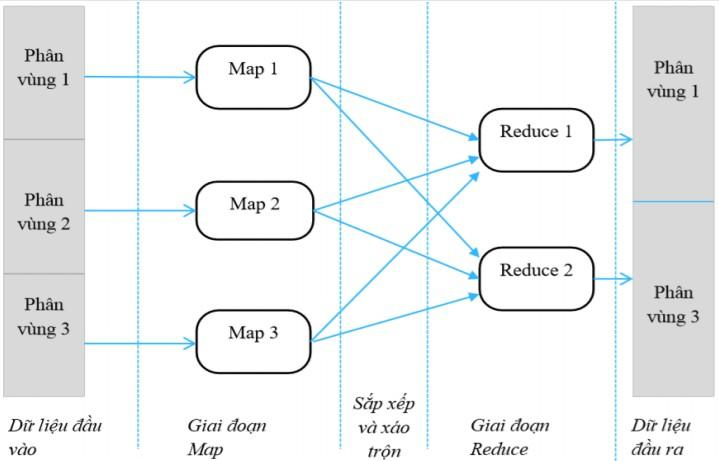 Phân
vùng 1
Phân
vùng 2
Phân
vùng 3
Map 1
Map 2
Map 3
Reduce 1
Reduce 2
Phân
vùng 1
Phân
vùng 3
Dữ liệu đầu
vào
Giai đoạn
Map
Sắp xếp
và xáo
trộn
Giai đoạn
Reduce
Dữ liệu
đầu ra